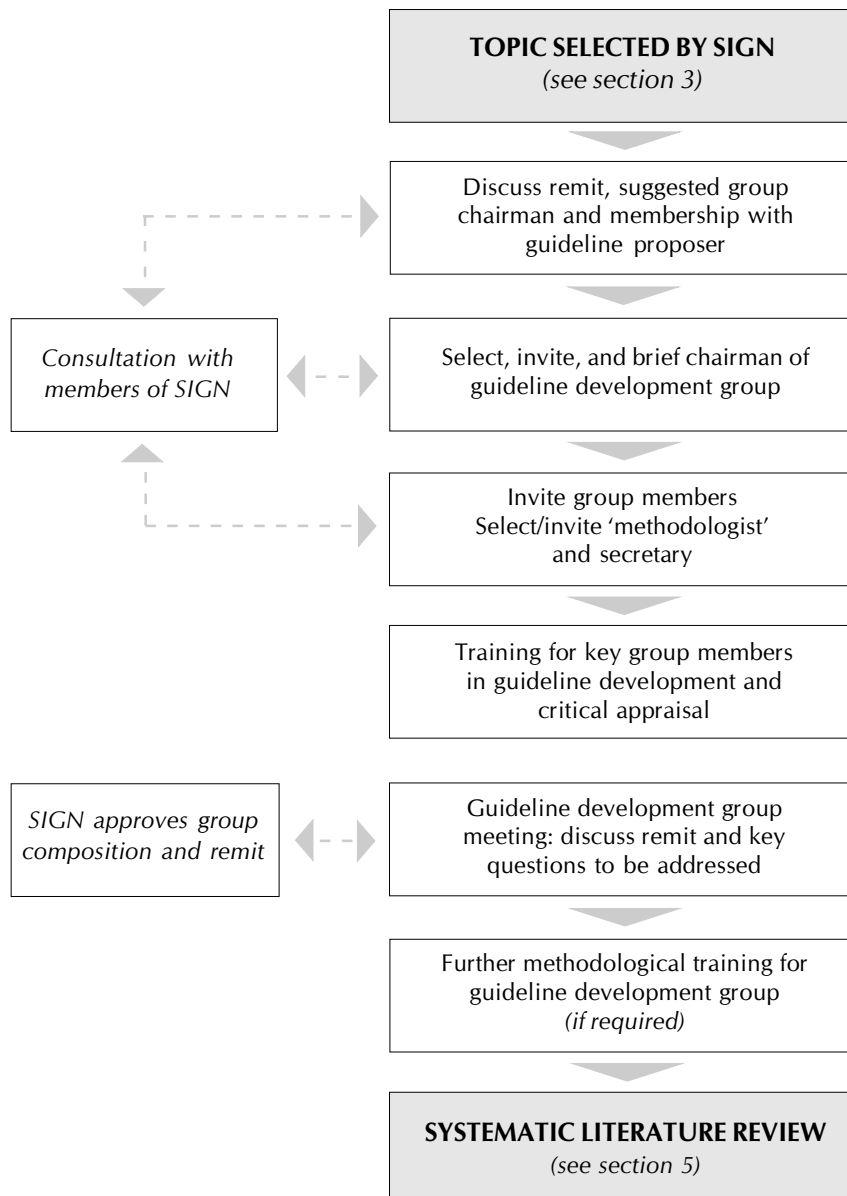 TOPIC SELECTED BY SIGN
(see section 3)
Discuss remit, suggested group
chairman and membership with
guideline proposer
Consultation with
members of SIGN
Select, invite, and brief chairman of
guideline development group
Invite group members
Select/invite ‘methodologist’
and secretary
Training for key group members
in guideline development and
critical appraisal
SIGN approves group
composition and remit
Guideline development group
meeting: discuss remit and key
questions to be addressed
Further methodological training for
guideline development group
(if required)
SYSTEMATIC LITERATURE REVIEW
(see section 5)